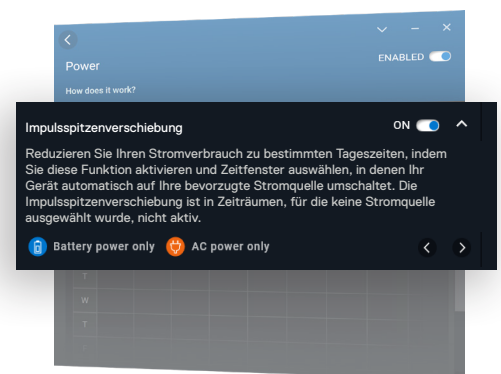 Power
ENABLED
How does it work?
Impulsspitzenverschiebung
ON
Reduzieren Sie Ihren Stromverbrauch zu bestimmten Tageszeiten, indem
Sie diese Funktion aktivieren und Zeitfenster auswählen, in denen Ihr
Gerät automatisch auf Ihre bevorzugte Stromquelle umschaltet. Die
Impulsspitzenverschiebung ist in Zeiträumen, für die keine Stromquelle
ausgewählt wurde, nicht aktiv.
Battery power only
AC power only
T
W
T